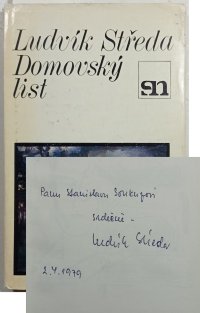 Ludvík Středa
Domovský
list
sn
Panu Stanislavu Soukupovi
srdečně –
Ludvík Středa
2.4.1979